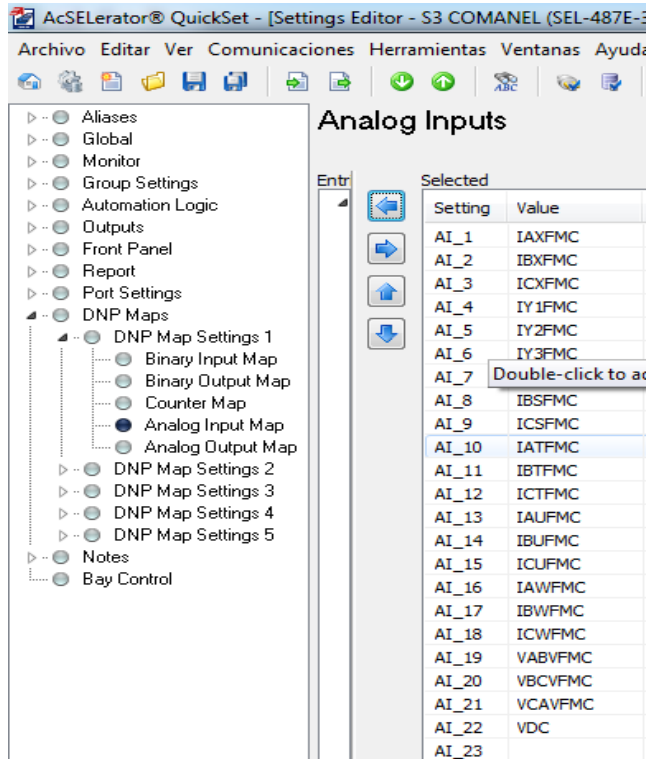 AcSELerator® QuickSet - [Settings Editor - S3 COMANEL (SEL-487E-3
Archivo Editar Ver Comunicaciones Herramientas Ventanas Ayuda
ABC
Aliases
Global
Monitor
Group Settings
Automation Logic
Outputs
Front Panel
Report
Port Settings
DNP Maps
DNP Map Settings 1
Binary Input Map
Binary Output Map
Counter Map
Analog Input Map
Analog Output Map
DNP Map Settings 2
DNP Map Settings 3
DNP Map Settings 4
DNP Map Settings 5
Notes
Bay Control
Analog Inputs
Entri
Selected
Setting Value
AI_1 IAXFMC
AI_2 IBXFMC
AI_3 ICXFMC
AI_4 IY1FMC
AI_5 IY2FMC
AI_6 IY3FMC
AI_7 Double-click to
AI_8 IBSFMC
AI_9 ICSFMC
AI_10 IATFMC
AI_11 IBTFMC
AI_12 ICTFMC
AI_13 IAUFMC
AI_14 IBUFMC
AI_15 ICUFMC
AI_16 IAWFMC
AI_17 IBWFMC
AI_18 ICWFMC
AI_19 VABVFMC
AI_20 VBCVFMC
AI_21 VCAVFMC
AI_22 VDC
AI_23